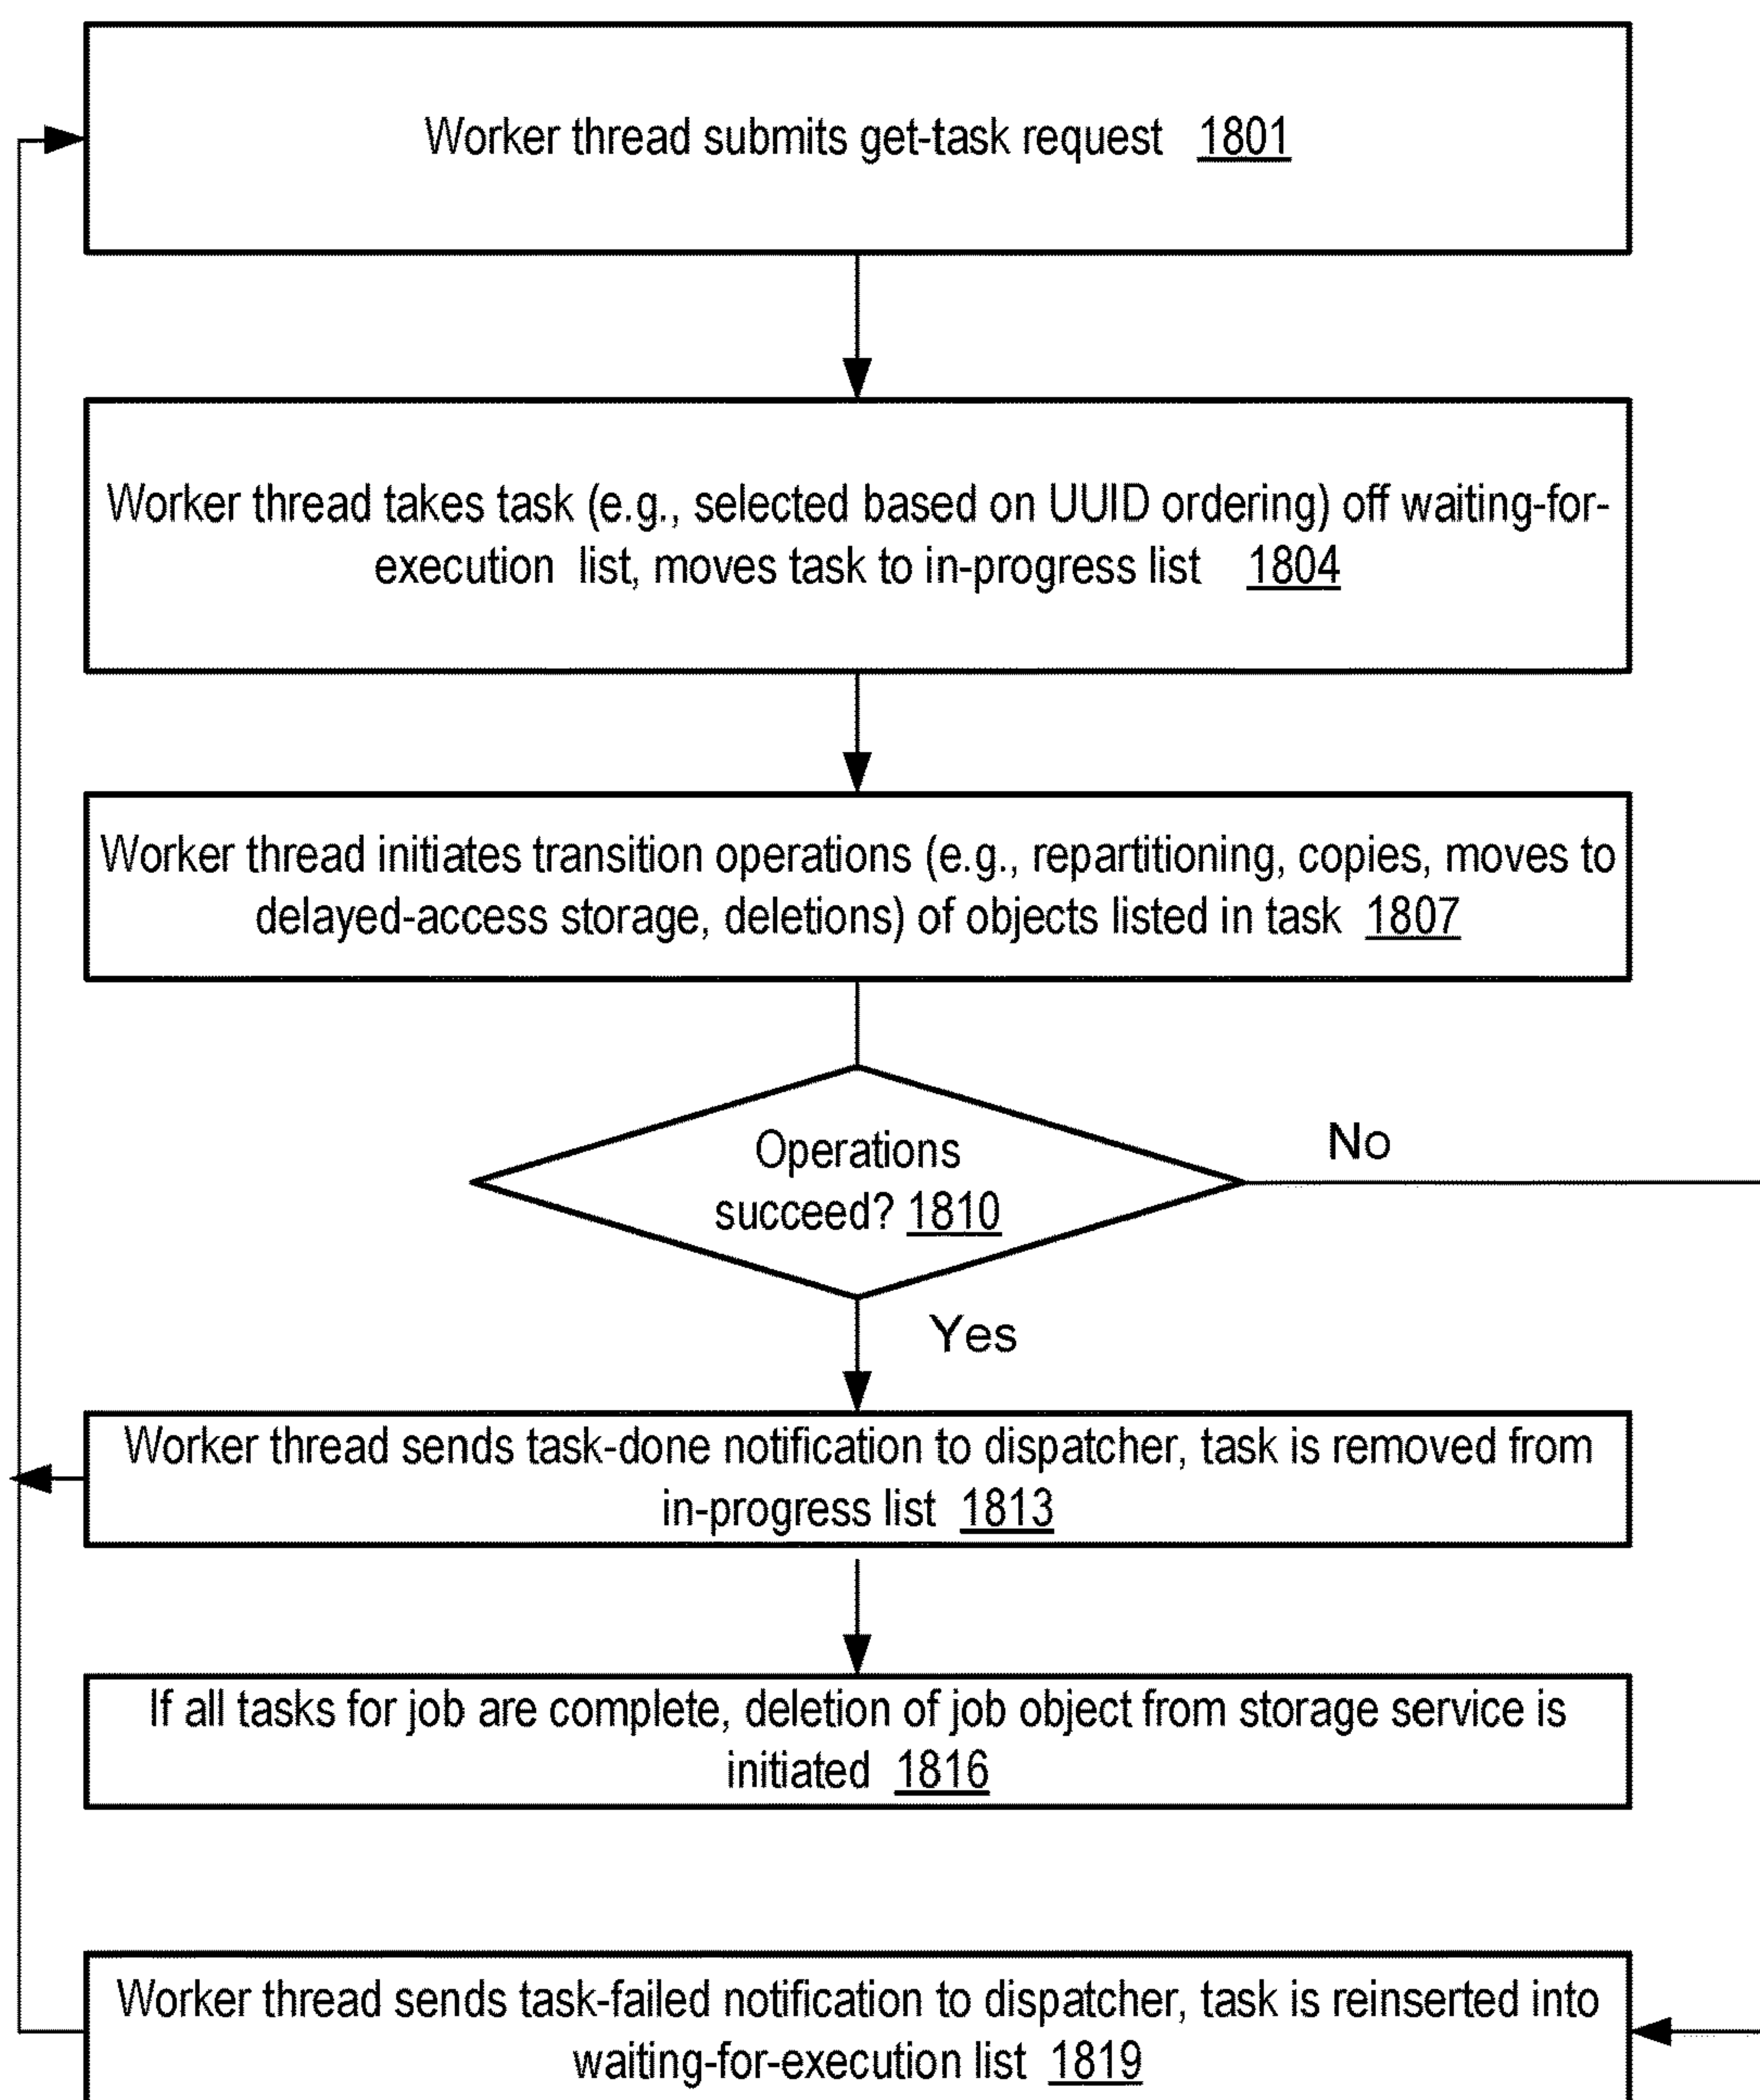 Worker thread submits get-task request 1801
Worker thread takes task (e.g., selected based on UUID ordering) off waiting-for-
execution list, moves task to in-progress list 1804
Worker thread initiates transition operations (e.g., repartitioning, copies, moves to
delayed-access storage, deletions) of objects listed in task 1807
Operations
succeed? 1810
No
Yes
Worker thread sends task-done notification to dispatcher, task is removed from
in-progress list 1813
If all tasks for job are complete, deletion of job object from storage service is
initiated 1816
Worker thread sends task-failed notification to dispatcher, task is reinserted into
waiting-for-execution list 1819